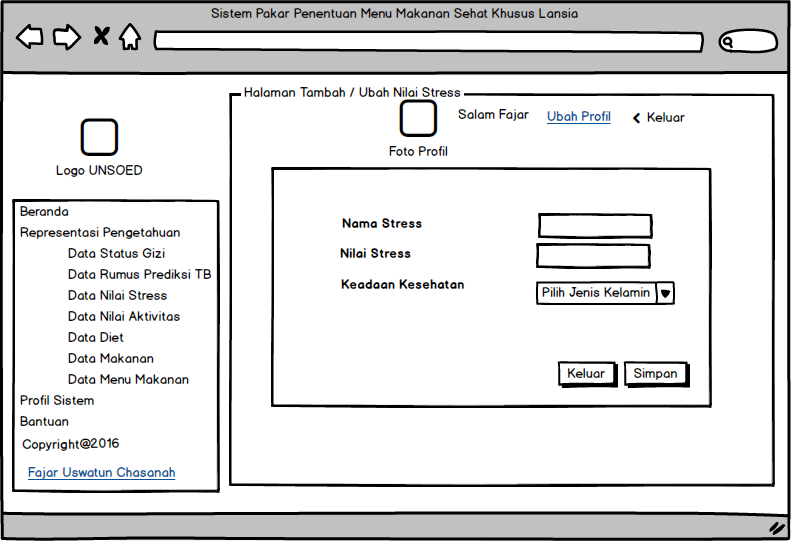 Sistem Pakar Penentuan Menu Makanan Sehat Khusus Lansia
Halaman Tambah / Ubah Nilai Stress
Salam Fajar Ubah Profil Keluar
Foto Profil
Logo UNSOED
Beranda
Representasi Pengetahuan
Data Status Gizi
Data Rumus Prediksi TB
Data Nilai Stress
Data Nilai Aktivitas
Data Diet
Data Makanan
Data Menu Makanan
Profil Sistem
Bantuan
Copyright@2016
Fajar Uswatun Chasanah
Nama Stress
Nilai Stress
Keadaan Kesehatan Pilih Jenis Kelamin
Keluar Simpan